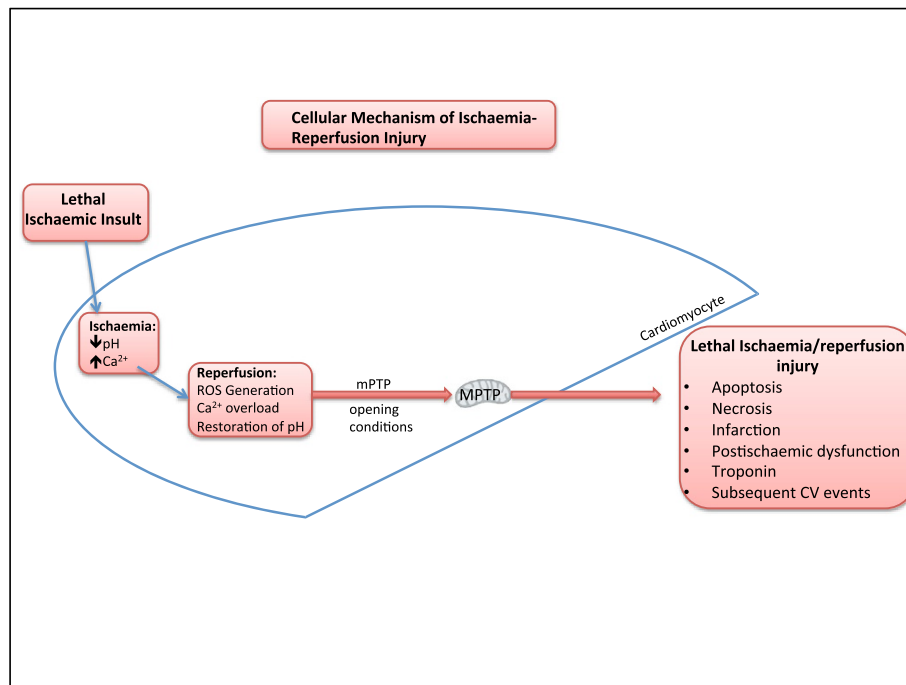 Cellular Mechanism of Ischaemia-
Reperfusion Injury
Lethal
Ischaemic Insult
Ischaemia:
🡻pH
🡹Ca²⁺
Reperfusion:
ROS Generation
Ca²⁺ overload
Restoration of pH
mPTP
opening
conditions
MPTP
Cardiomyocyte
Lethal Ischaemia/reperfusion
injury
• Apoptosis
• Necrosis
• Infarction
• Postischaemic dysfunction
• Troponin
• Subsequent CV events